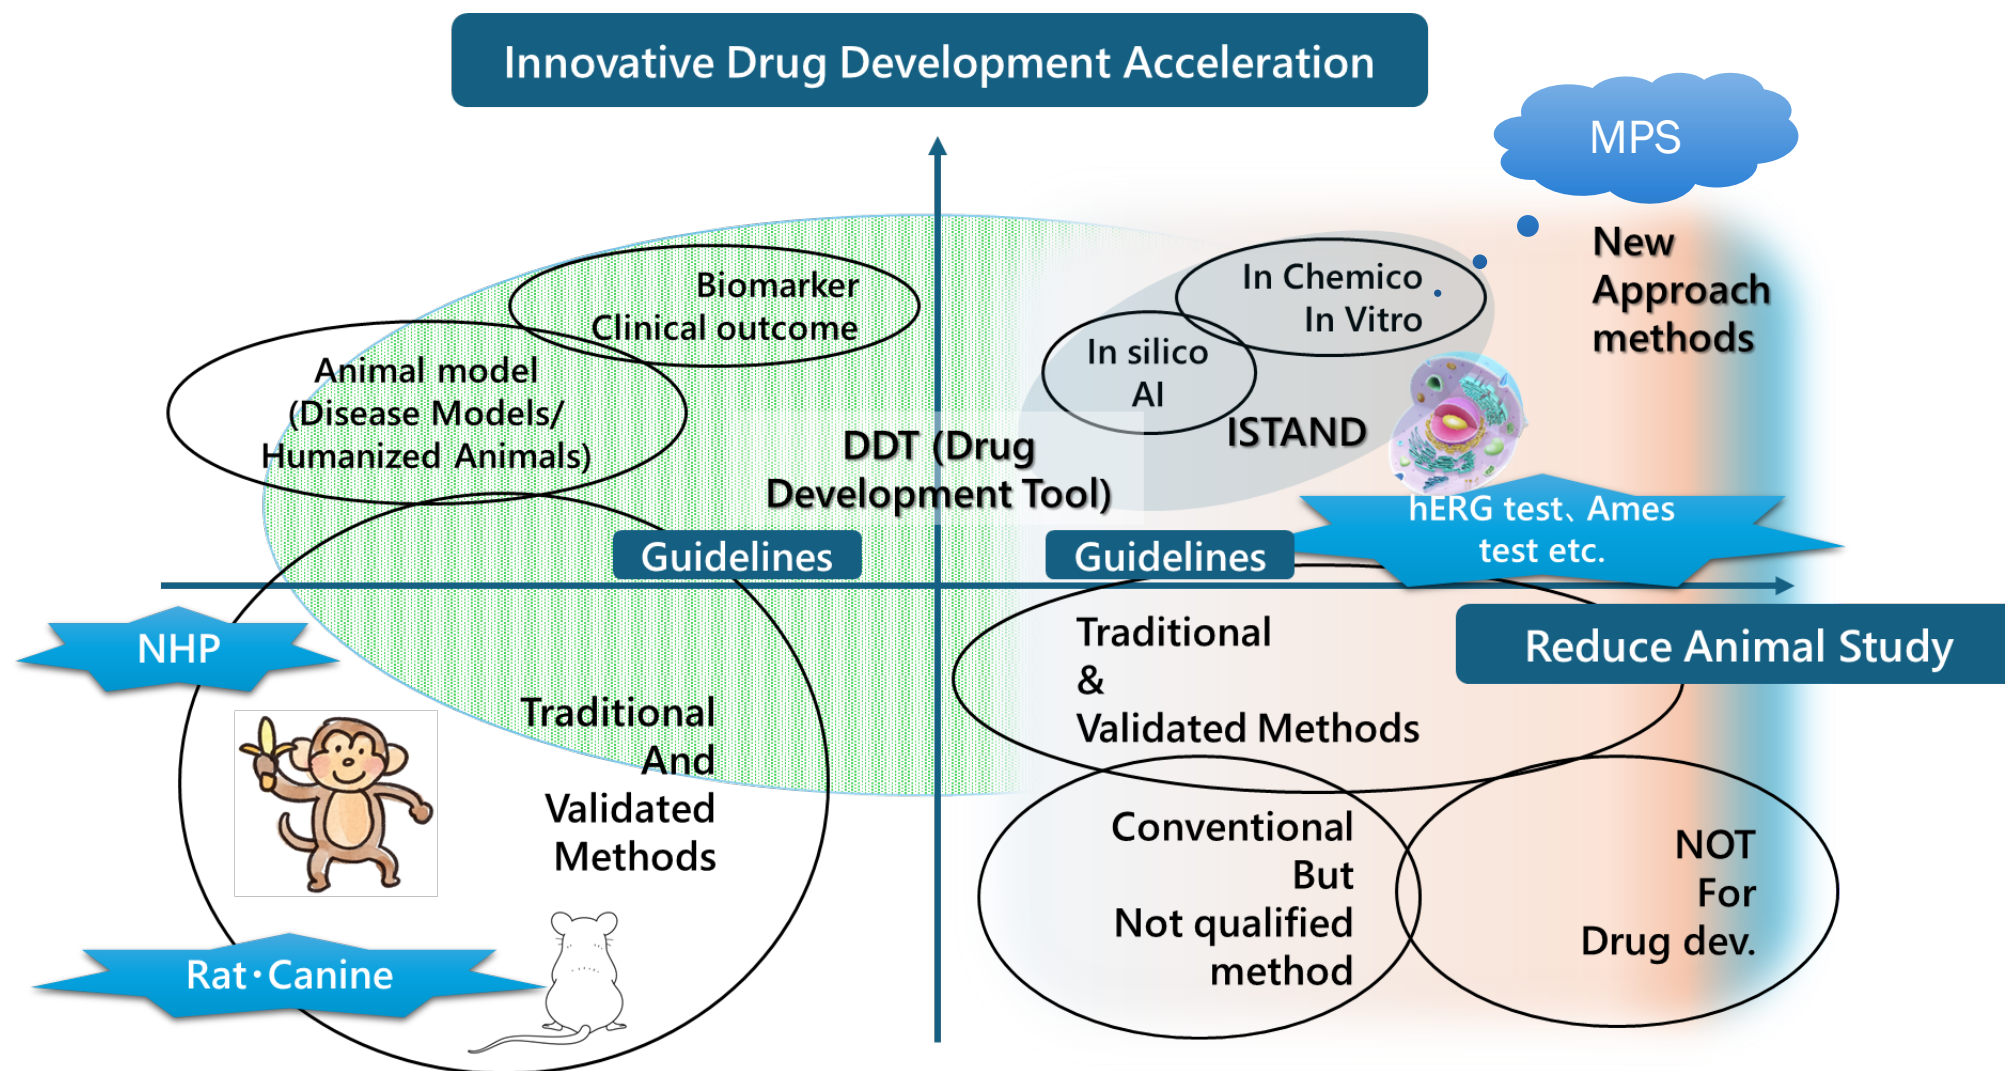 Innovative Drug Development Acceleration
MPS
New
Approach
methods
Biomarker
Clinical outcome
In Chemico
In Vitro
In silico
AI
Animal model
(Disease Models/
Humanized Animals)
ISTAND
DDT (Drug
Development Tool)
hERG test、Ames
test etc.
Guidelines
Guidelines
NHP
Traditional
&
Validated Methods
Reduce Animal Study
Traditional
And
Validated
Methods
Conventional
But
Not qualified
method
NOT
For
Drug dev.
Rat・Canine